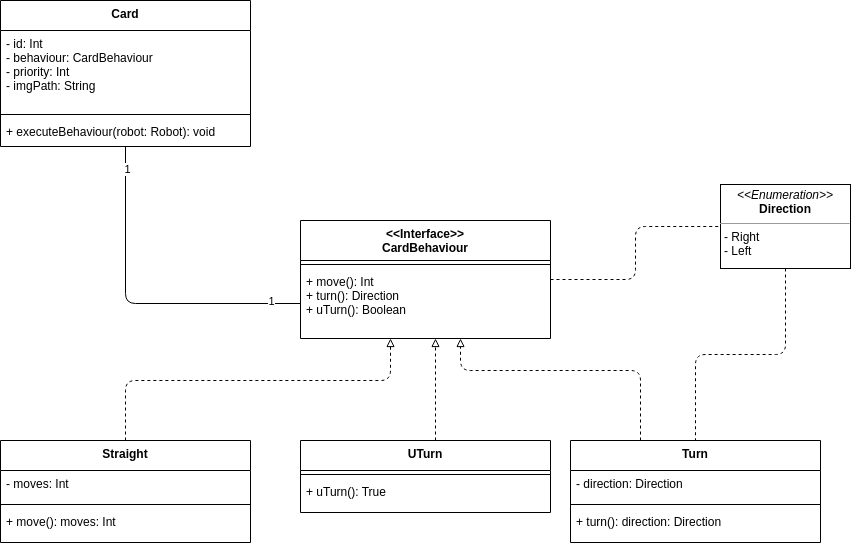 Card
- id: Int
- behaviour: CardBehaviour
- priority: Int
- imgPath: String
+ executeBehaviour(robot: Robot): void
1
<<Enumeration>>
Direction
- Right
- Left
<<Interface>>
CardBehaviour
+ move(): Int
+ turn(): Direction
+ uTurn(): Boolean
1
Straight
- moves: Int
+ move(): moves: Int
UTurn
+ uTurn(): True
Turn
- direction: Direction
+ turn(): direction: Direction